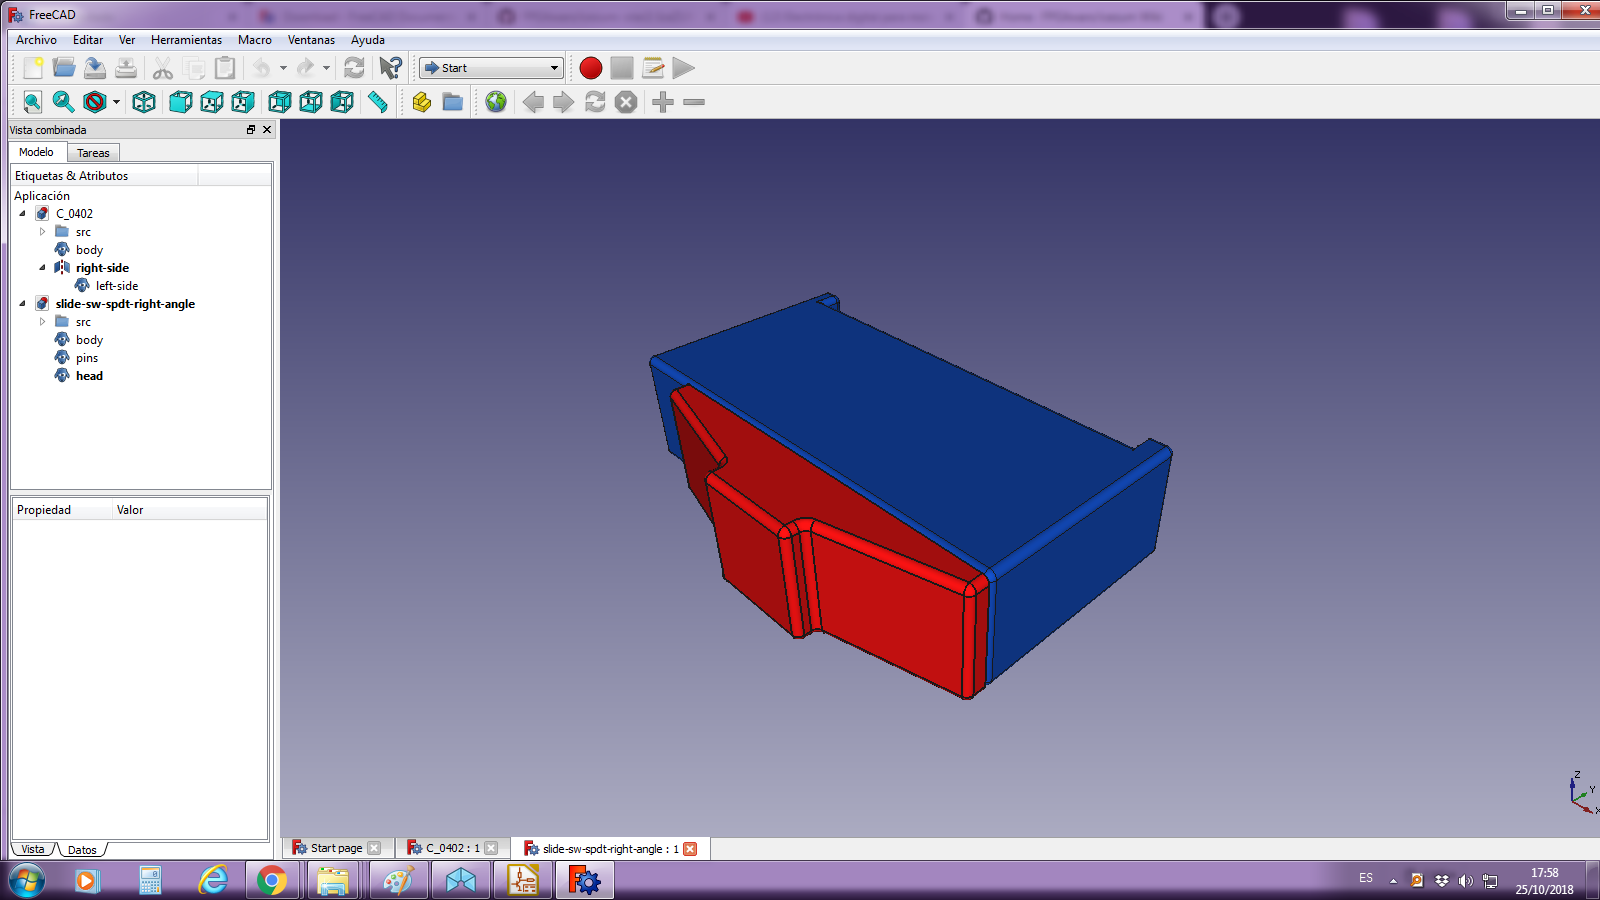 FreeCAD
Archivo Editar Ver Herramientas Macro Ventanas Ayuda
Start
Vista combinada
Modelo Tareas
Etiquetas & Atributos
Aplicación
C_0402
src
body
right-side
left-side
slide-sw-spdt-right-angle
src
body
pins
head
Propiedad Valor
Z
Y
X
Vista Datos
Start page C_0402 : 1 slide-sw-spdt-right-angle : 1
ES 17:58
25/10/2018